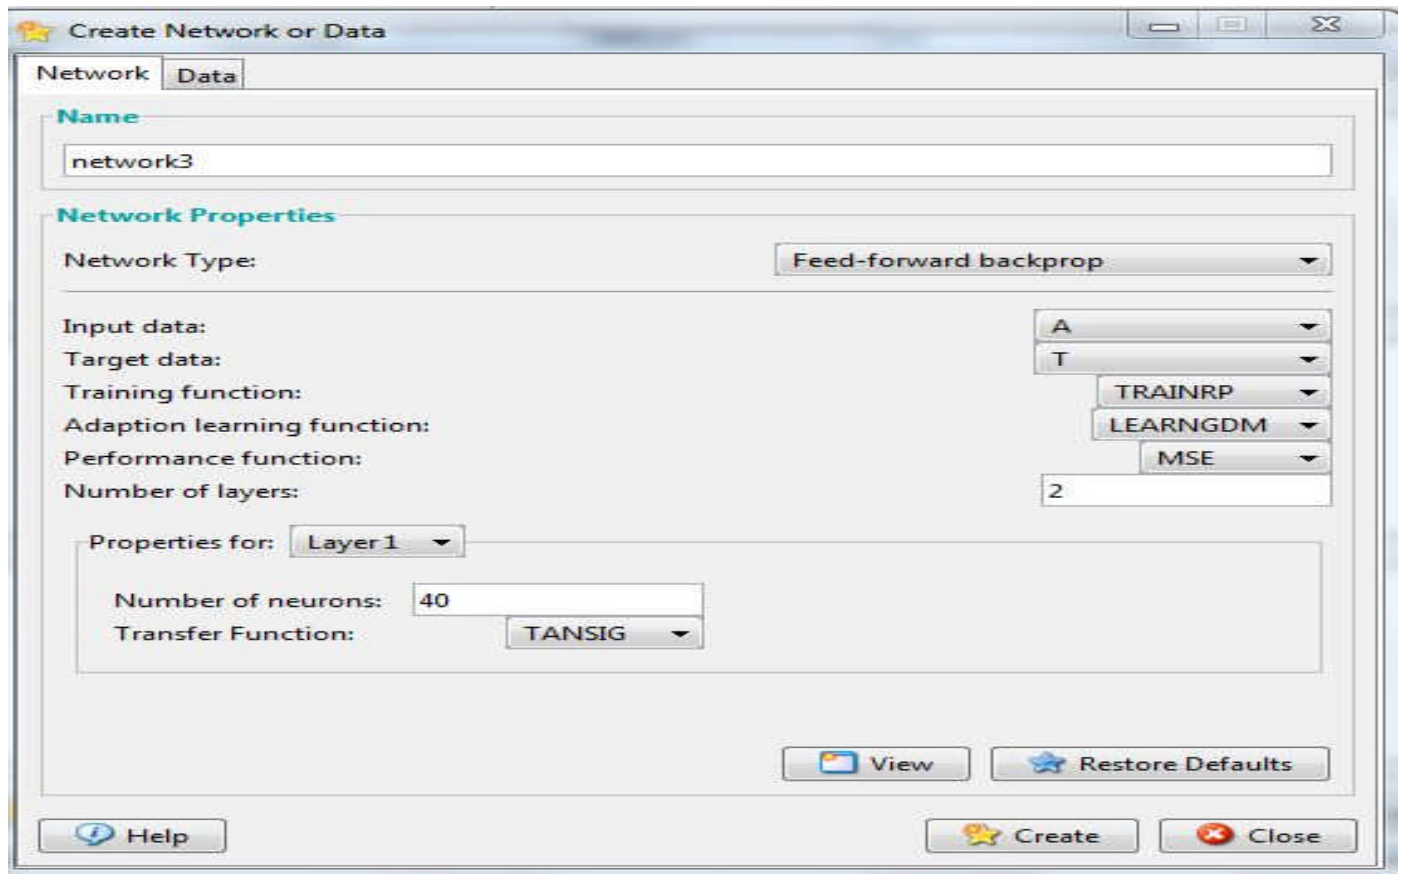 Create Network or Data
Network Data
Name
network3
Network Properties
Network Type: Feed-forward backprop
Input data: A
Target data: T
Training function: TRAINRP
Adaption learning function: LEARNGDM
Performance function: MSE
Number of layers: 2
Properties for: Layer 1
Number of neurons: 40
Transfer Function: TANSIG
View Restore Defaults
Help Create Close